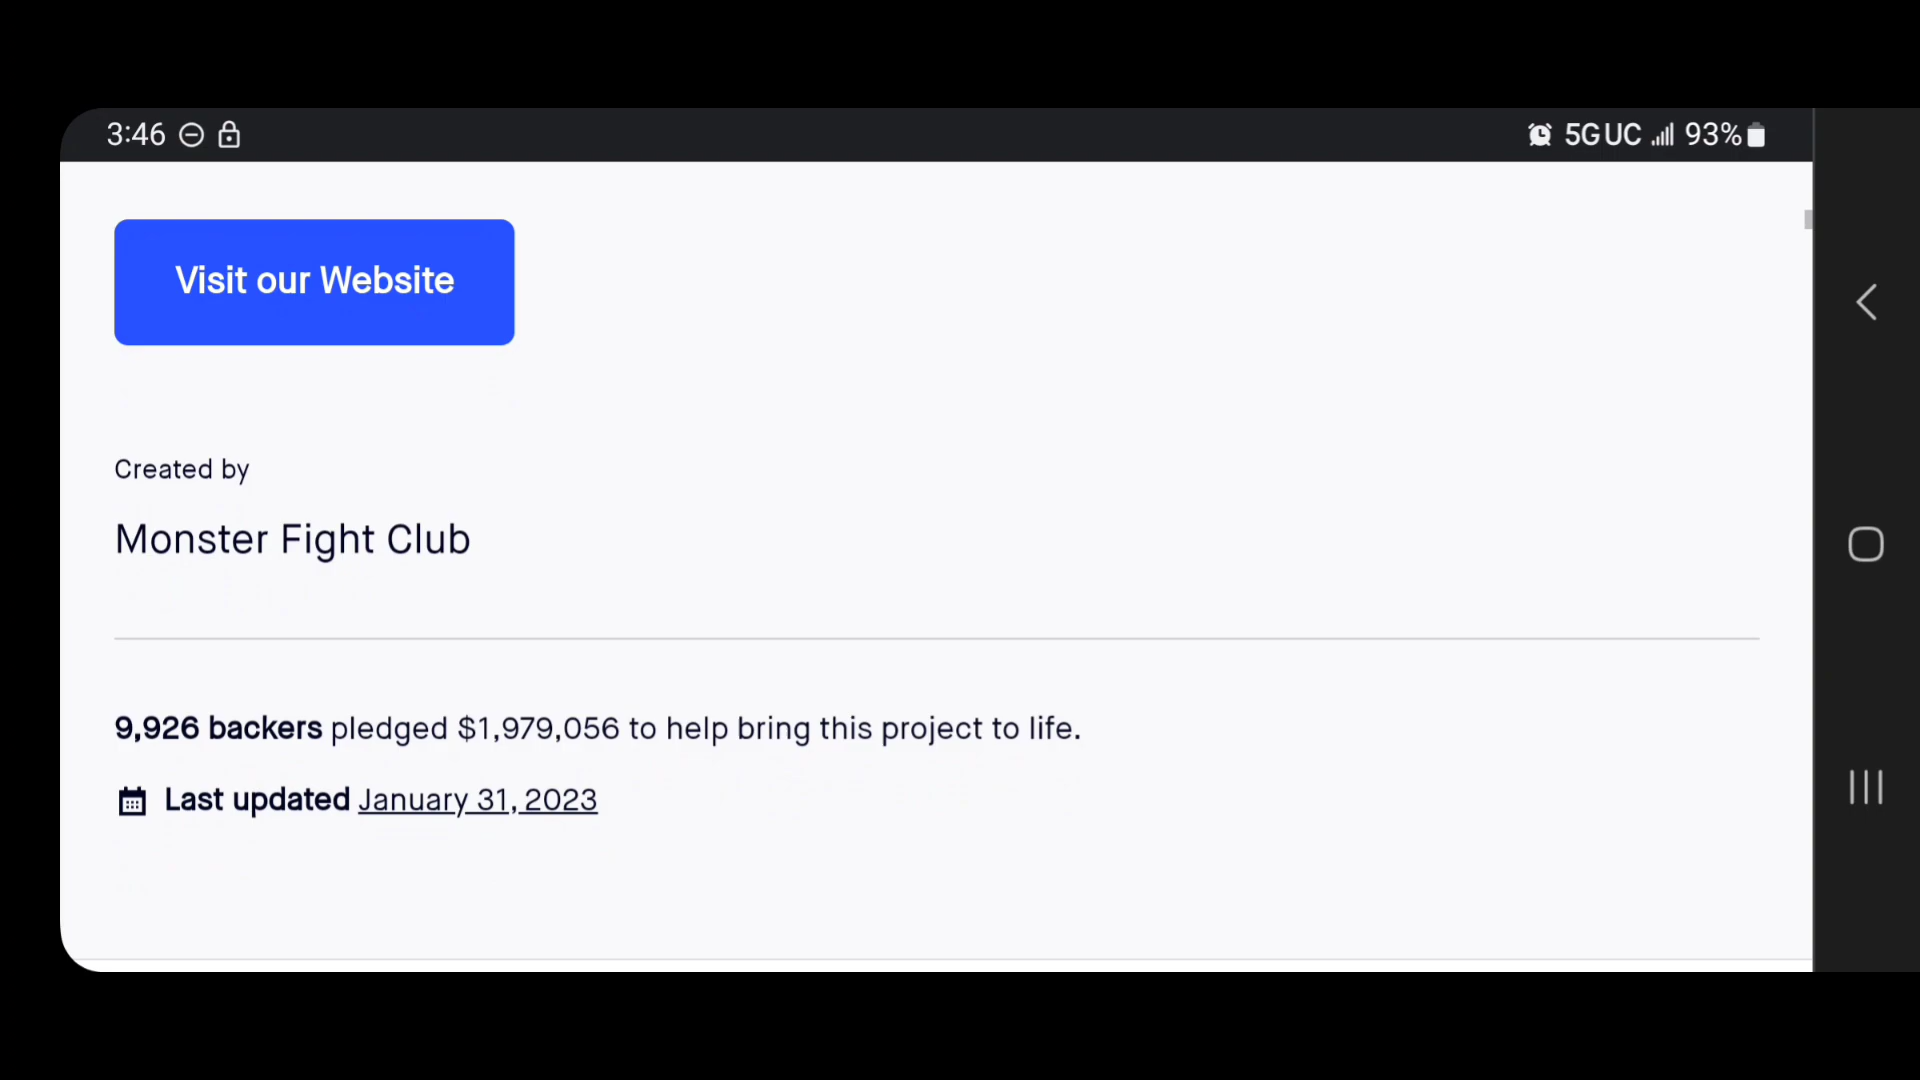 3:46 5G UC 93%
Visit our Website
Created by
Monster Fight Club
9,926 backers pledged $1,979,056 to help bring this project to life.
Last updated January 31, 2023